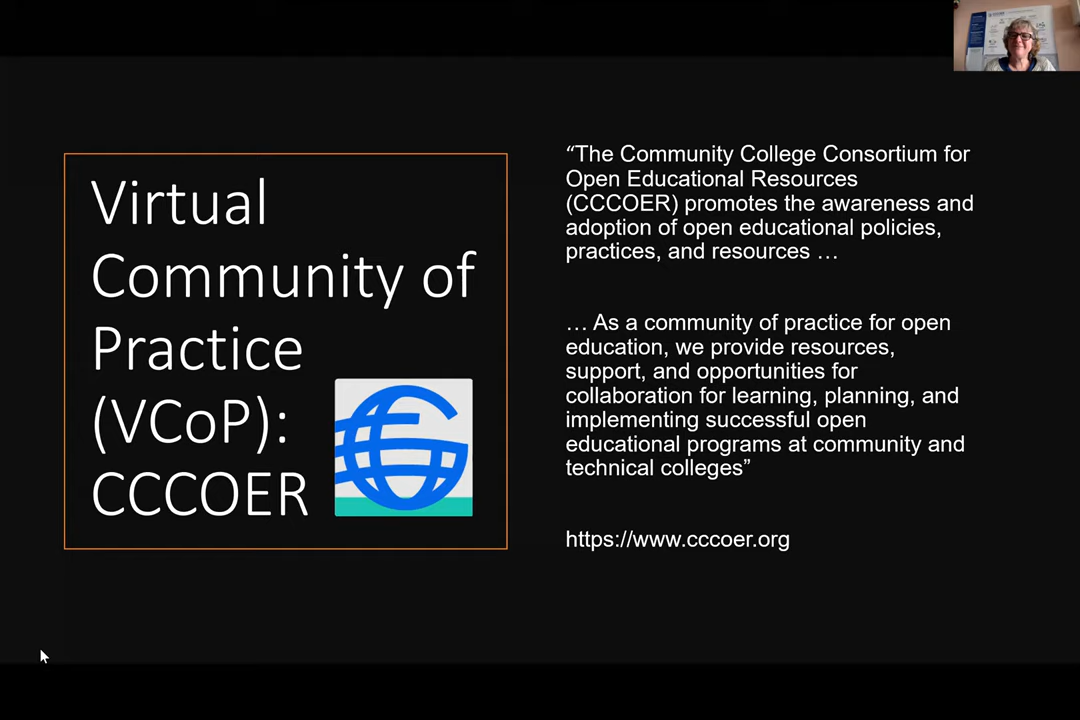 Virtual
Community of
Practice
(VCoP):
CCCOER
“The Community College Consortium for
Open Educational Resources
(CCCOER) promotes the awareness and
adoption of open educational policies,
practices, and resources …
… As a community of practice for open
education, we provide resources,
support, and opportunities for
collaboration for learning, planning, and
implementing successful open
educational programs at community and
technical colleges”
https://www.cccoer.org